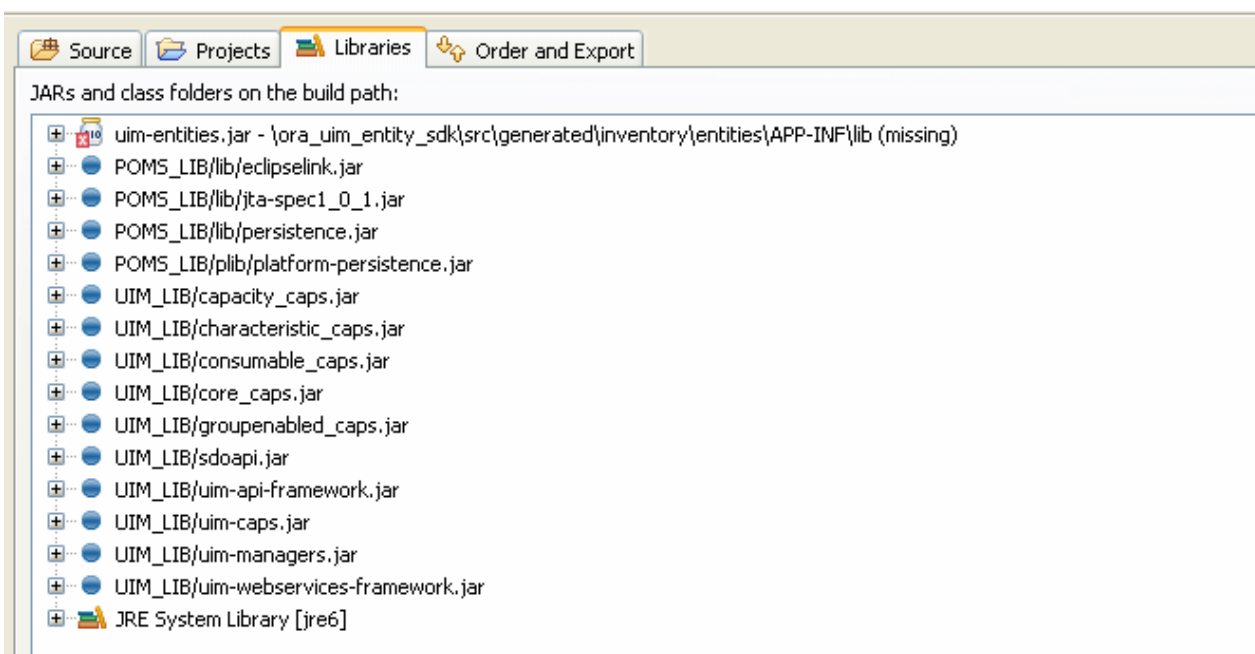 Source Projects Libraries Order and Export
JARs and class folders on the build path:
uim-entities.jar - \ora_uim_entity_sdk\src\generated\inventory\entities\APP-INF\lib (missing)
POMS_LIB/lib/eclipselink.jar
POMS_LIB/lib/jta-spec1_0_1.jar
POMS_LIB/lib/persistence.jar
POMS_LIB/plib/platform-persistence.jar
UIM_LIB/capacity_caps.jar
UIM_LIB/characteristic_caps.jar
UIM_LIB/consumable_caps.jar
UIM_LIB/core_caps.jar
UIM_LIB/groupenabled_caps.jar
UIM_LIB/sdoapi.jar
UIM_LIB/uim-api-framework.jar
UIM_LIB/uim-caps.jar
UIM_LIB/uim-managers.jar
UIM_LIB/uim-webservices-framework.jar
JRE System Library [jre6]